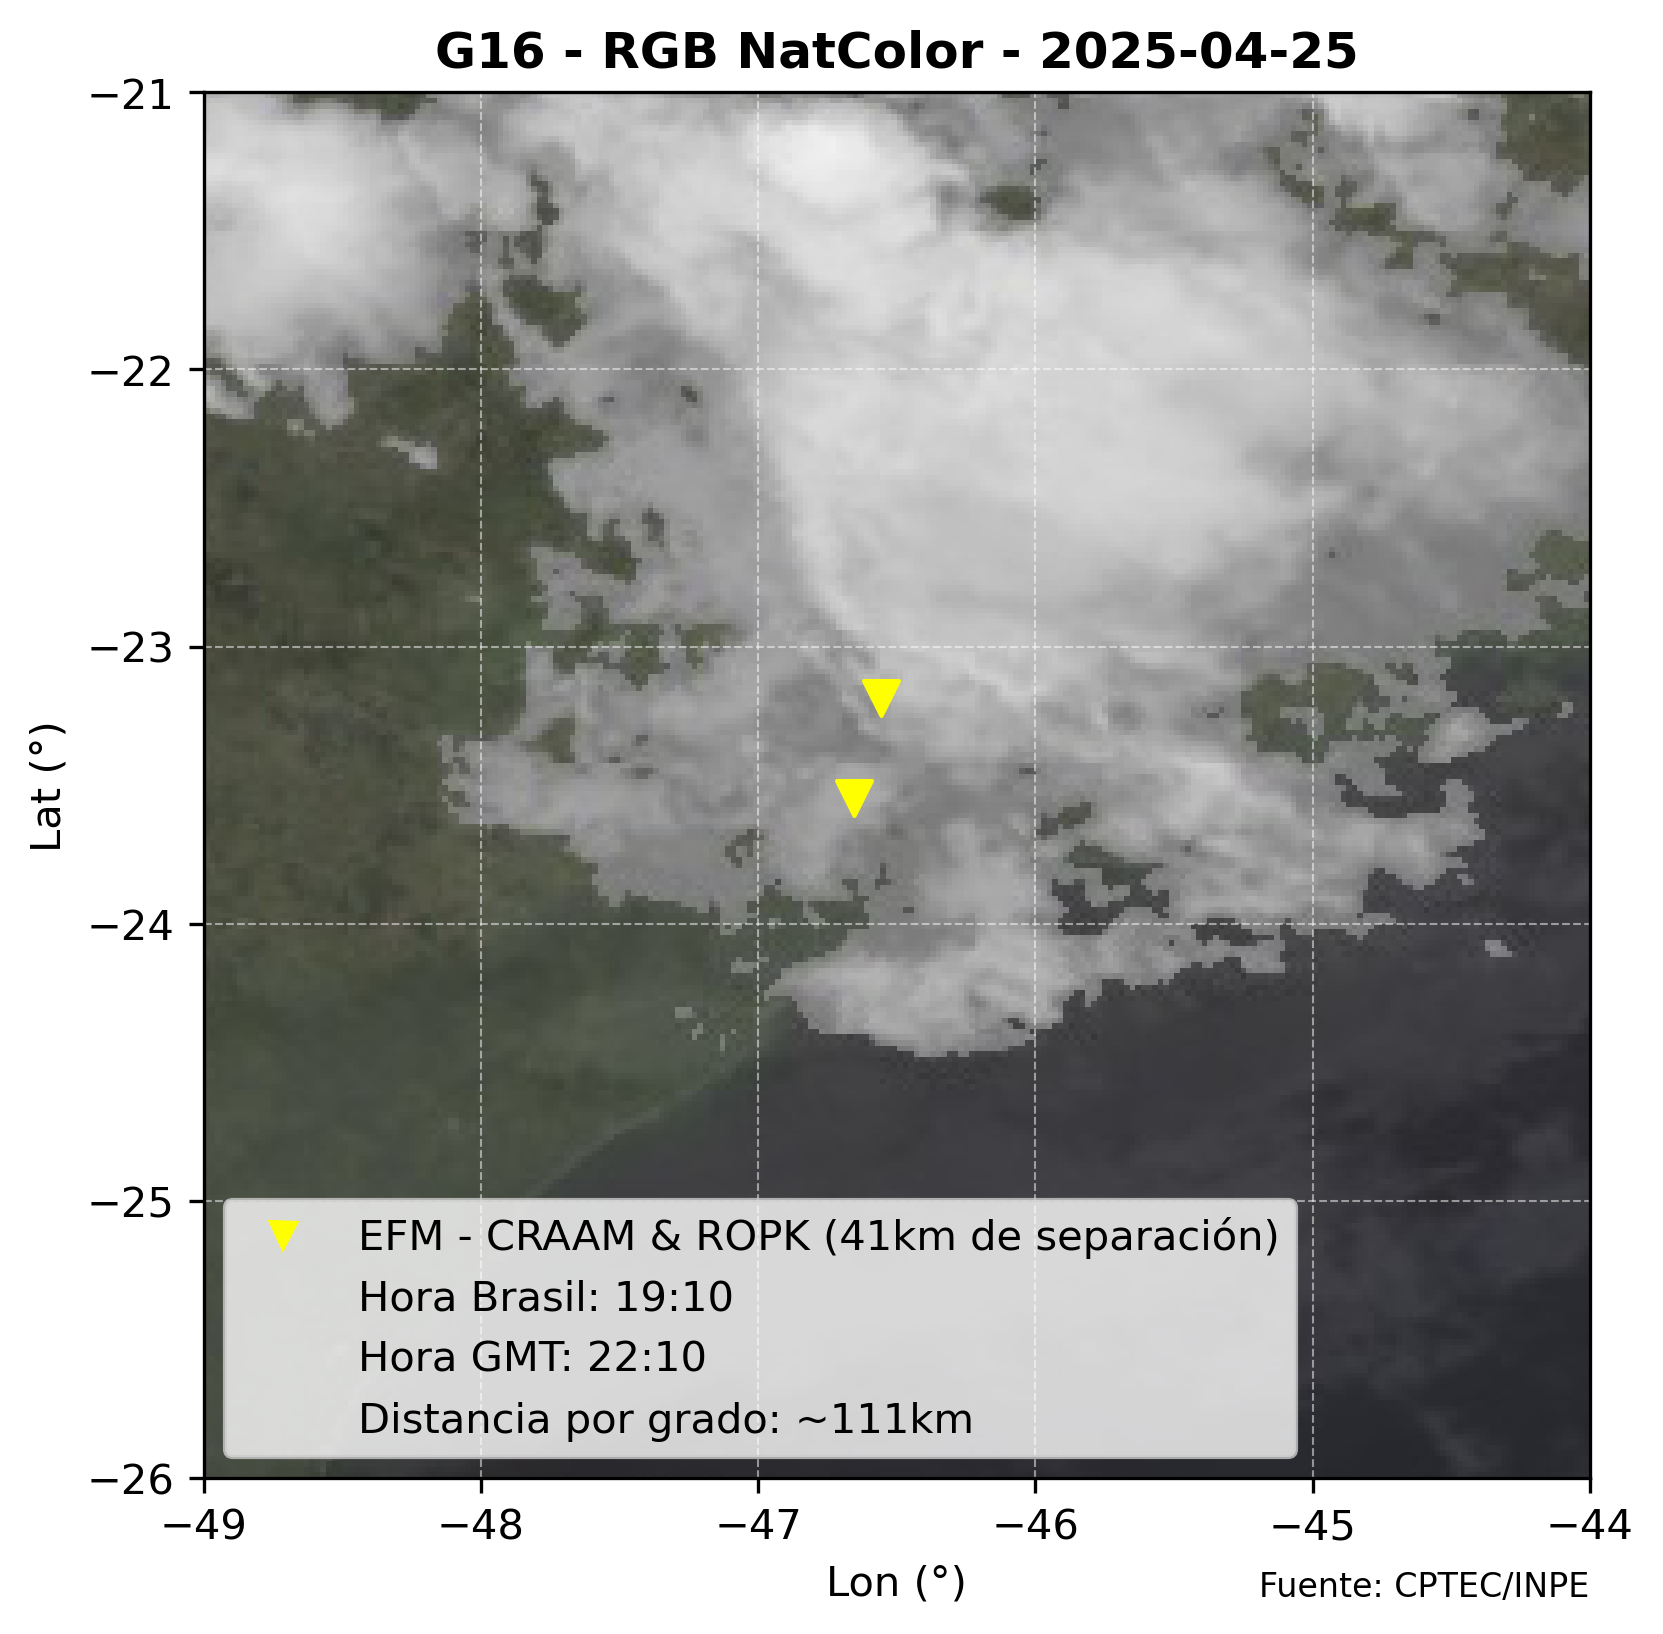 G16 - RGB NatColor - 2025-04-25
−21
−22
−23
−24
−25
−26
Lat (°)
EFM - CRAAM & ROPK (41km de separación)
Hora Brasil: 19:10
Hora GMT: 22:10
Distancia por grado: ~111km
−49 −48 −47 −46 −45 −44
Lon (°)
Fuente: CPTEC/INPE